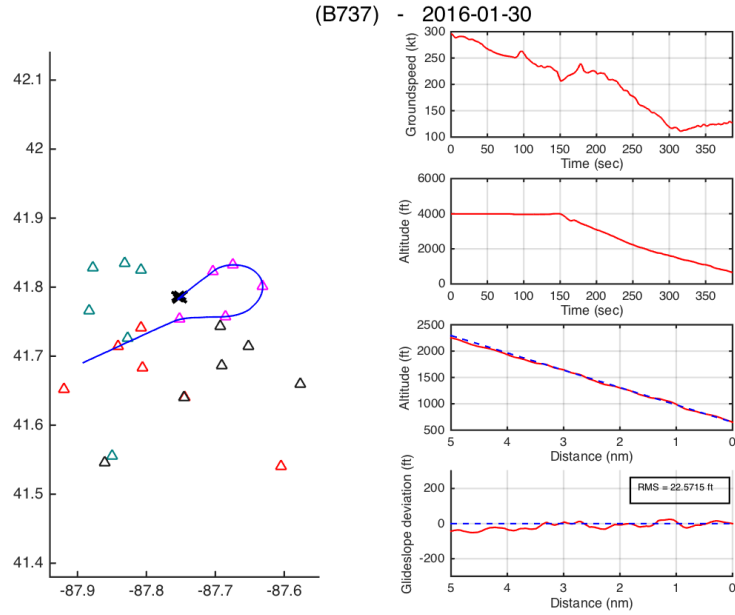 (B737) - 2016-01-30
42.1
42
41.9
41.8
41.7
41.6
41.5
41.4
-87.9 -87.8 -87.7 -87.6
Groundspeed (kt)
300
250
200
150
100
0 50 100 150 200 250 300 350
Time (sec)
Altitude (ft)
6000
4000
2000
0
0 50 100 150 200 250 300 350
Time (sec)
Altitude (ft)
2500
2000
1500
1000
500
5 4 3 2 1 0
Distance (nm)
Glideslope deviation (ft)
200
0
-200
RMS = 22.5715 ft
5 4 3 2 1 0
Distance (nm)